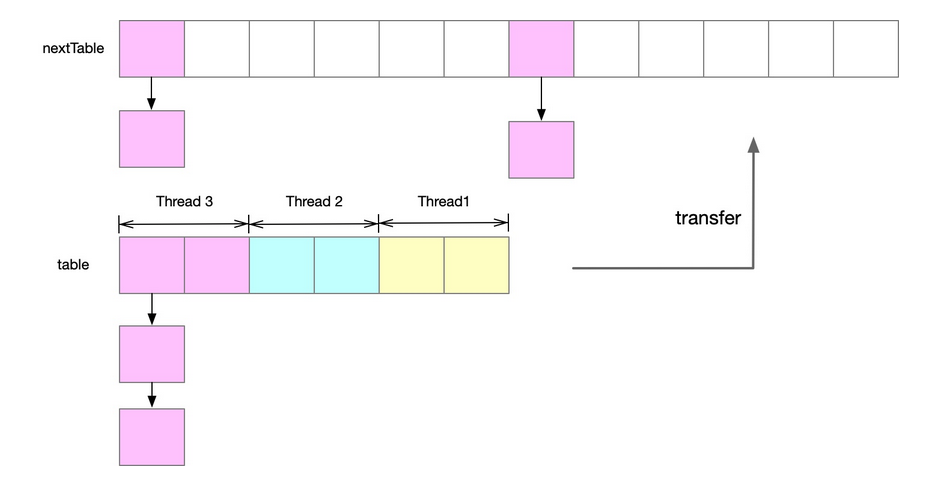 nextTable
Thread 3
Thread 2
Thread1
transfer
table